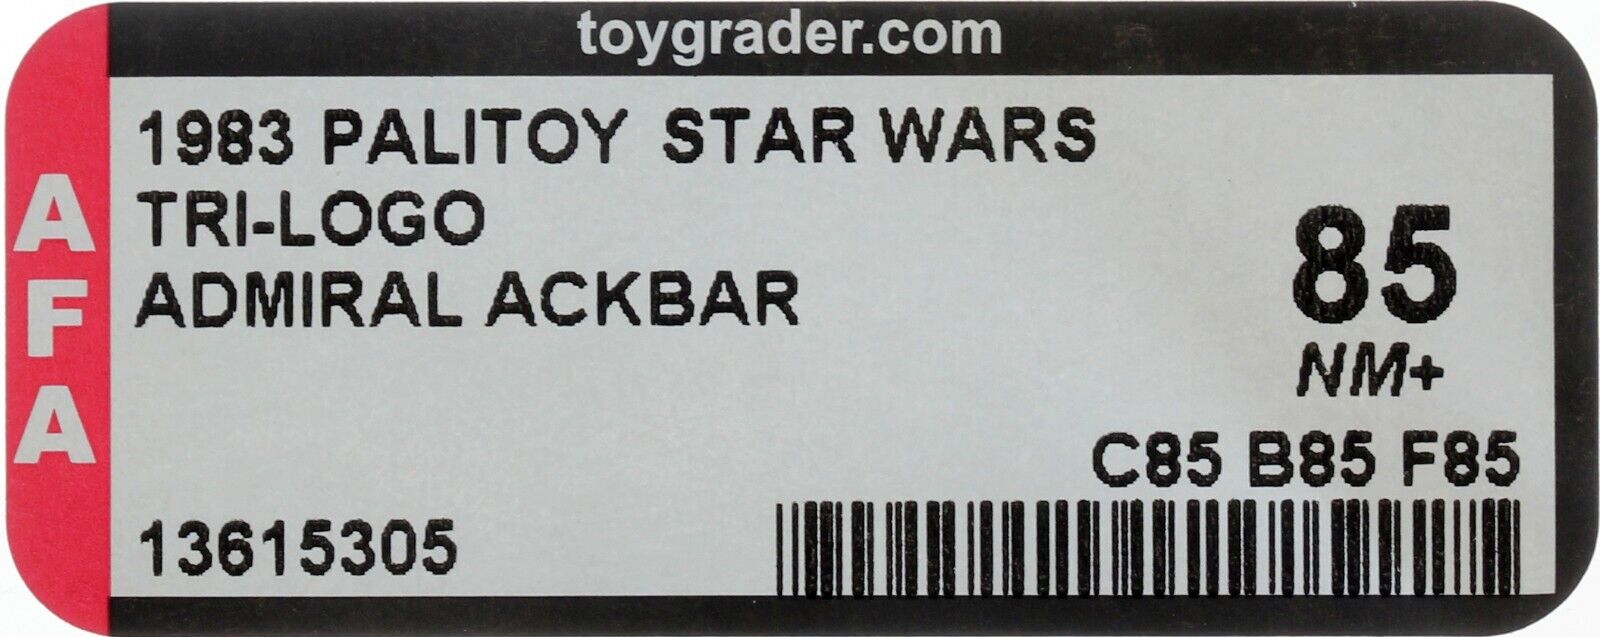 toygrader.com
AFA
1983 PALITOY STAR WARS
TRI-LOGO
ADMIRAL ACKBAR
85
NM+
C85 B85 F85
13615305